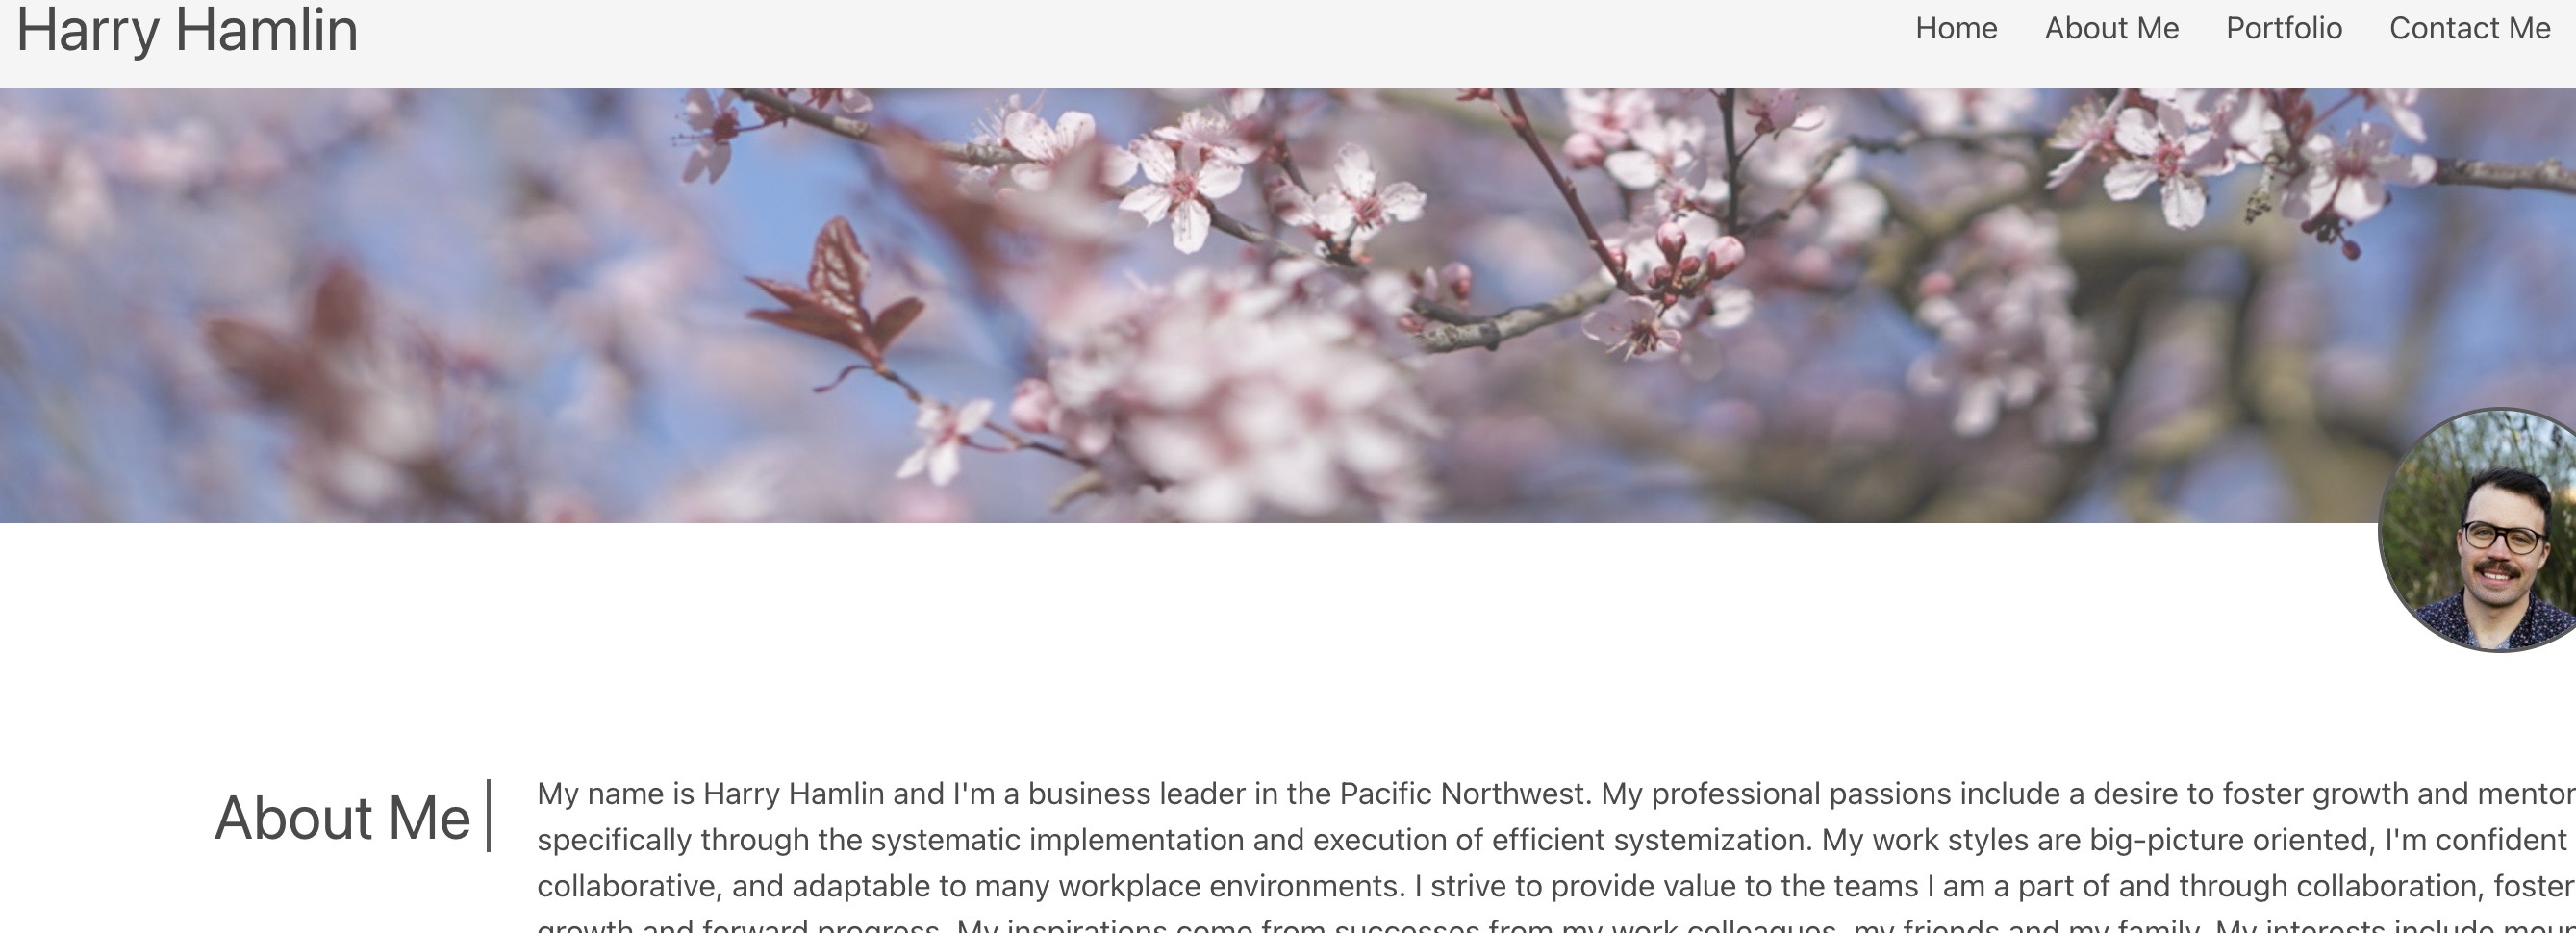 Harry Hamlin
Home About Me Portfolio Contact Me
About Me
My name is Harry Hamlin and I'm a business leader in the Pacific Northwest. My professional passions include a desire to foster growth and mentor
specifically through the systematic implementation and execution of efficient systemization. My work styles are big-picture oriented, I'm confident
collaborative, and adaptable to many workplace environments. I strive to provide value to the teams I am a part of and through collaboration, foster
growth and forward progress. My inspirations come from successes from my work colleagues, my friends and my family. My interests include